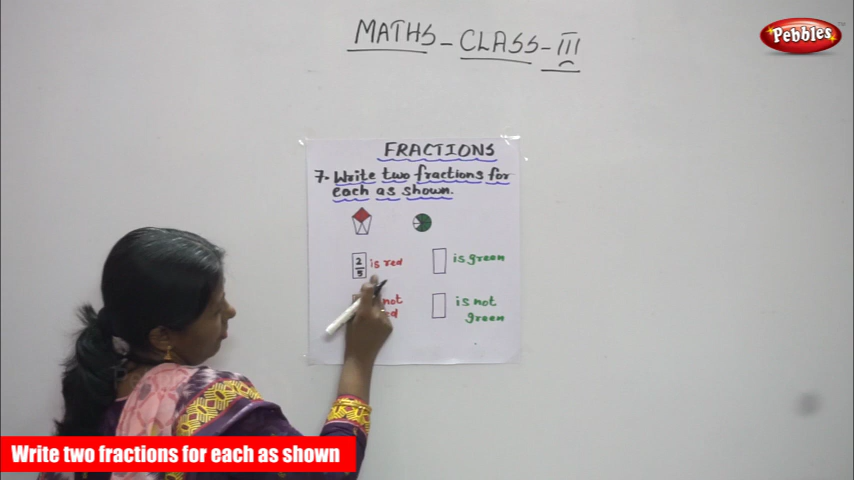 MATHS - CLASS - III
Pebbles
FRACTIONS
7. Write two fractions for
each as shown.
2/5 is red
is green
not
is not
green
Write two fractions for each as shown